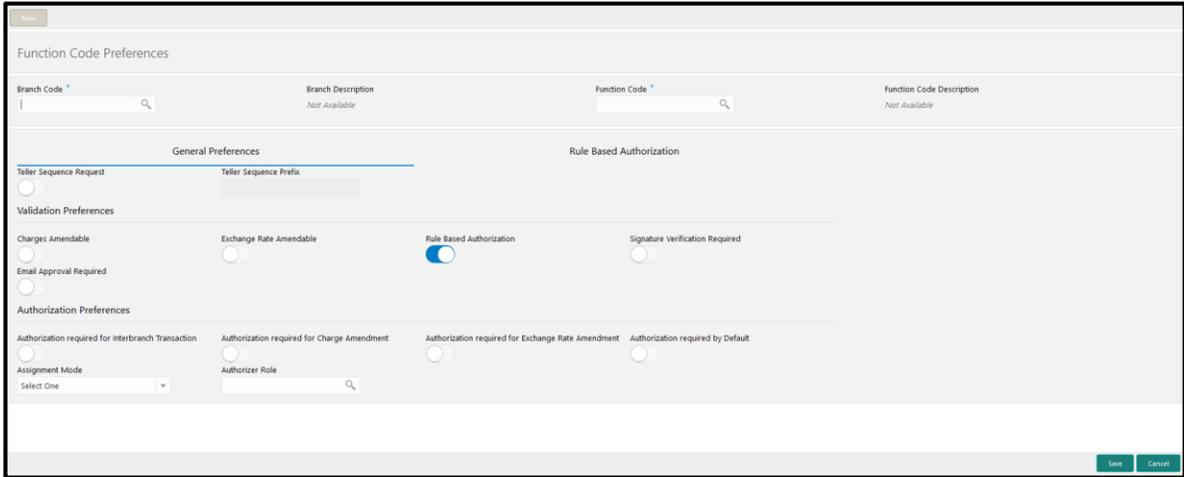 New
Function Code Preferences
Branch Code * Branch Description Function Code * Function Code Description
Not Available Not Available
General Preferences Rule Based Authorization
Teller Sequence Request Teller Sequence Prefix
Validation Preferences
Charges Amendable Exchange Rate Amendable Rule Based Authorization Signature Verification Required
Email Approval Required
Authorization Preferences
Authorization required for Interbranch Transaction Authorization required for Charge Amendment Authorization required for Exchange Rate Amendment Authorization required by Default
Assignment Mode Authorizer Role
Select One
Save Cancel